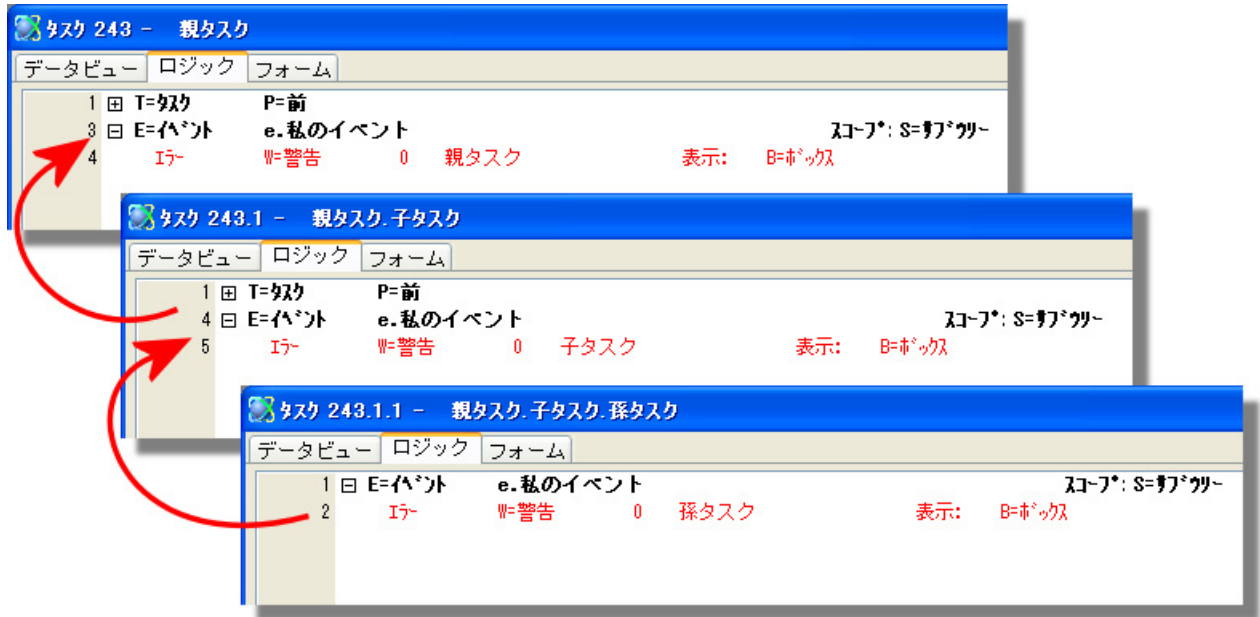 ﾀｽｸ 243 - 親タスク
データビュー ロジック フォーム
1 T=ﾀｽｸ P=前
3 E=ｲﾍﾞﾝﾄ e.私のイベント ｽｺｰﾌﾟ: S=ｻﾌﾞﾂﾘｰ
4 ｴﾗｰ W=警告 0 親タスク 表示: B=ﾎﾞｯｸｽ
ﾀｽｸ 243.1 - 親タスク.子タスク
データビュー ロジック フォーム
1 T=ﾀｽｸ P=前
4 E=ｲﾍﾞﾝﾄ e.私のイベント ｽｺｰﾌﾟ: S=ｻﾌﾞﾂﾘｰ
5 ｴﾗｰ W=警告 0 子タスク 表示: B=ﾎﾞｯｸｽ
ﾀｽｸ 243.1.1 - 親タスク.子タスク.孫タスク
データビュー ロジック フォーム
1 E=ｲﾍﾞﾝﾄ e.私のイベント ｽｺｰﾌﾟ: S=ｻﾌﾞﾂﾘｰ
2 ｴﾗｰ W=警告 0 孫タスク 表示: B=ﾎﾞｯｸｽ